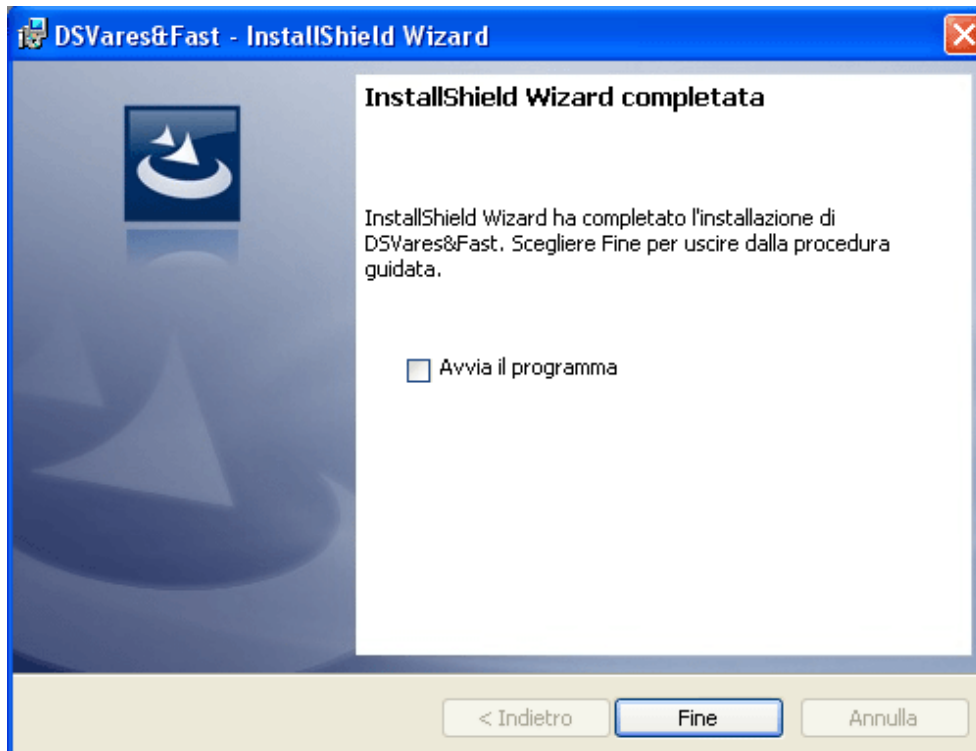 DSVares&Fast - InstallShield Wizard
InstallShield Wizard completata
InstallShield Wizard ha completato l'installazione di
DSVares&Fast. Scegliere Fine per uscire dalla procedura
guidata.
Avvia il programma
< Indietro
Fine
Annulla